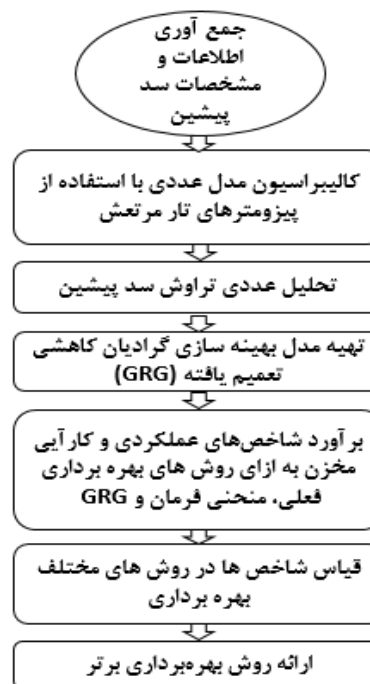 جمع آوری
اطلاعات و
مشخصات سد
پیشین
کالیبراسیون مدل عددی با استفاده از
پیزومترهای تار مرتعش
تحلیل عددی تراوش سد پیشین
تهیه مدل بهینه سازی گرادیان کاهشی
تعمیم یافته (GRG)
برآورد شاخص‌های عملکردی و کارآیی
مخزن به ازای روش های بهره برداری
فعلی، منحنی فرمان و GRG
قیاس شاخص ها در روش های مختلف
بهره برداری
ارائه روش بهره‌برداری برتر